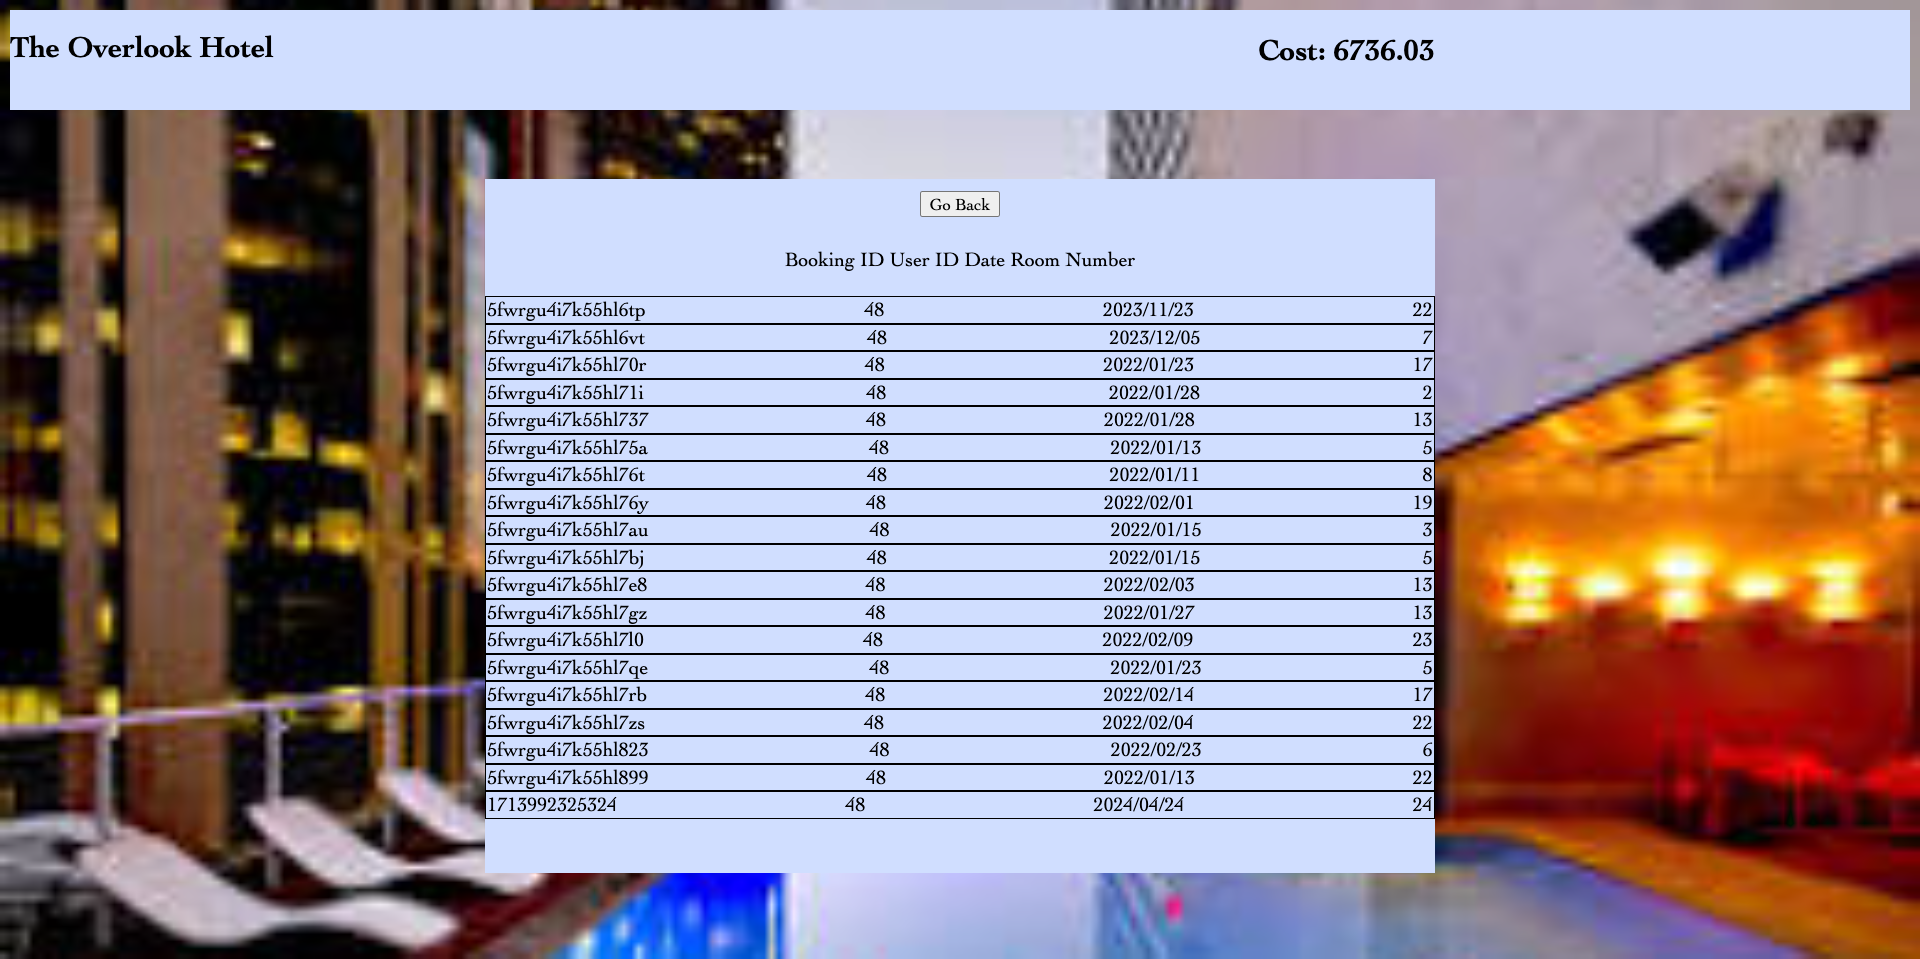 The Overlook Hotel
Cost: 6736.03
Go Back
Booking ID User ID Date Room Number
5fwrgu4i7k55hl6tp 48 2023/11/23 22
5fwrgu4i7k55hl6vt 48 2023/12/05 7
5fwrgu4i7k55hl70r 48 2022/01/23 17
5fwrgu4i7k55hl71i 48 2022/01/28 2
5fwrgu4i7k55hl737 48 2022/01/28 13
5fwrgu4i7k55hl75a 48 2022/01/13 5
5fwrgu4i7k55hl76t 48 2022/01/11 8
5fwrgu4i7k55hl76y 48 2022/02/01 19
5fwrgu4i7k55hl7au 48 2022/01/15 3
5fwrgu4i7k55hl7bj 48 2022/01/15 5
5fwrgu4i7k55hl7e8 48 2022/02/03 13
5fwrgu4i7k55hl7gz 48 2022/01/27 13
5fwrgu4i7k55hl7l0 48 2022/02/09 23
5fwrgu4i7k55hl7qe 48 2022/01/23 5
5fwrgu4i7k55hl7rb 48 2022/02/14 17
5fwrgu4i7k55hl7zs 48 2022/02/04 22
5fwrgu4i7k55hl823 48 2022/02/23 6
5fwrgu4i7k55hl899 48 2022/01/13 22
1713992325324 48 2024/04/24 24